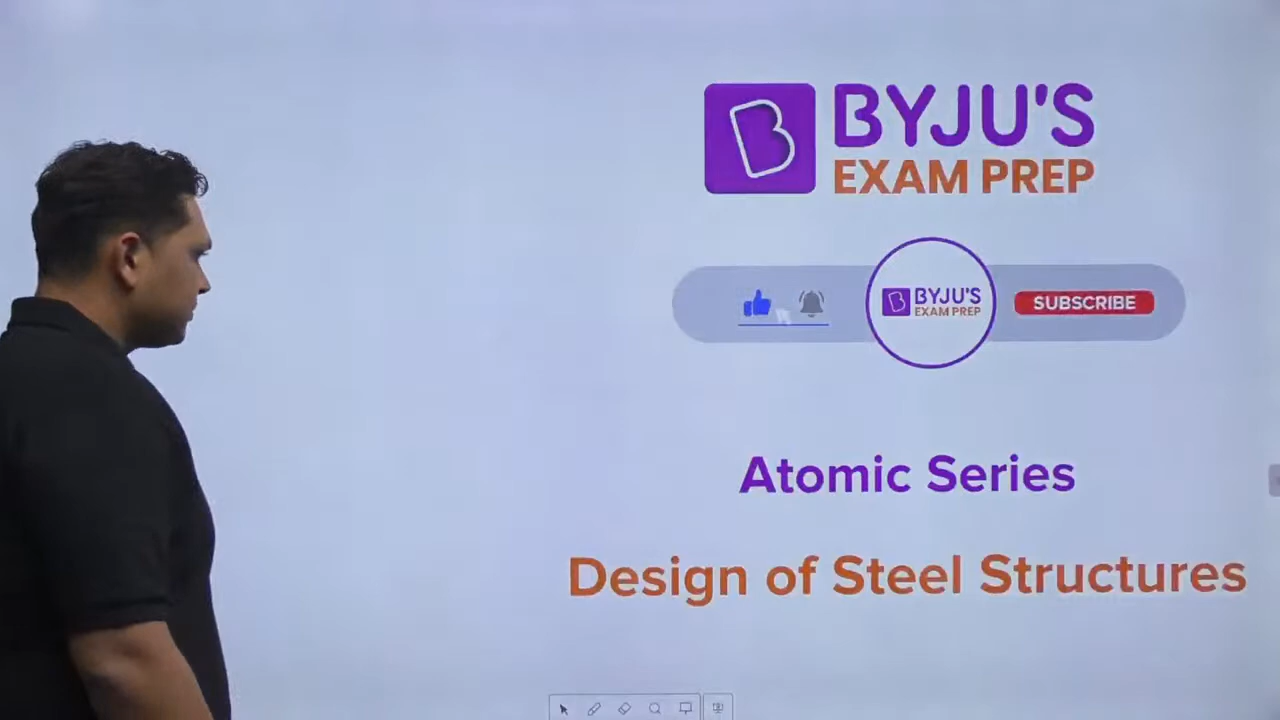 BYJU'S
EXAM PREP
BYJU'S
EXAM PREP
SUBSCRIBE
Atomic Series
Design of Steel Structures